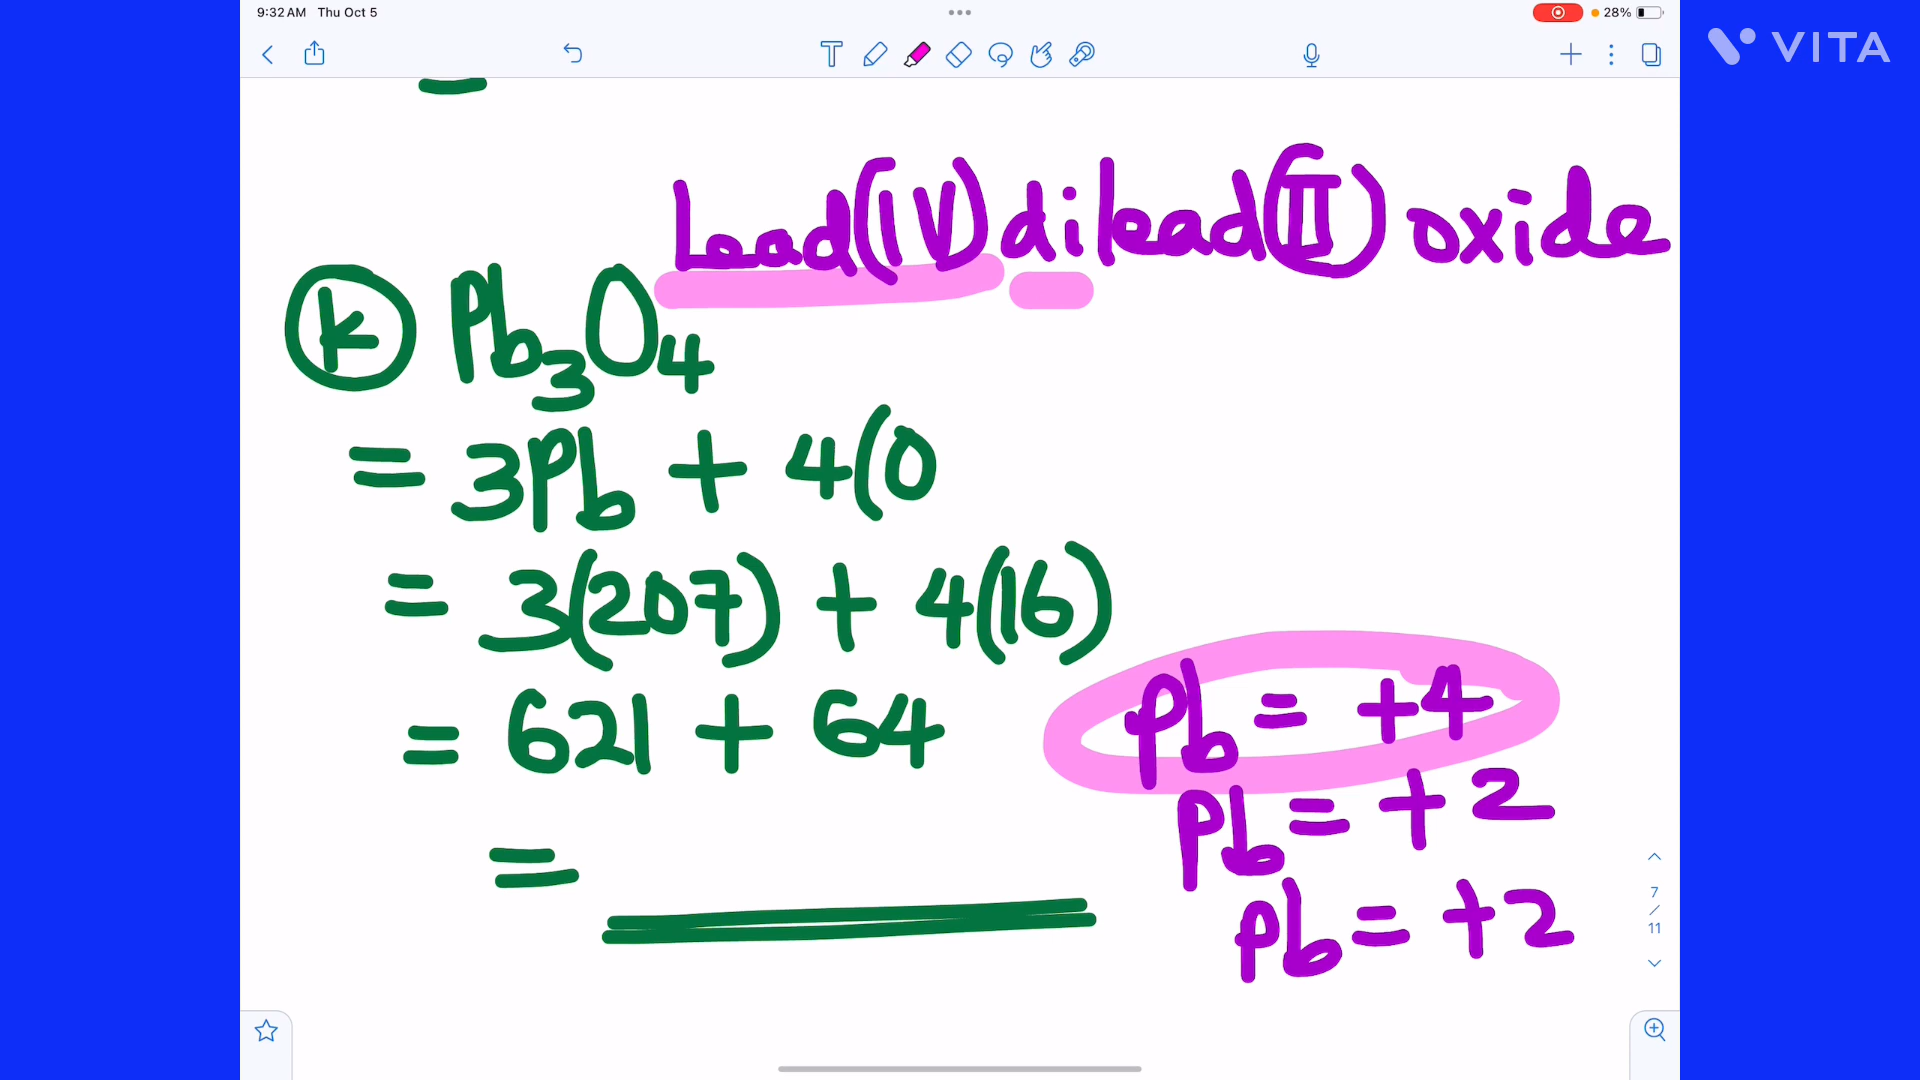 9:32 AM Thu Oct 5
28%
VITA
Lead(IV)dilead(II) oxide
k Pb3O4
= 3Pb + 4(0
= 3(207) + 4(16)
= 621 + 64
=
Pb = +4
Pb = +2
Pb = +2
7
/
11